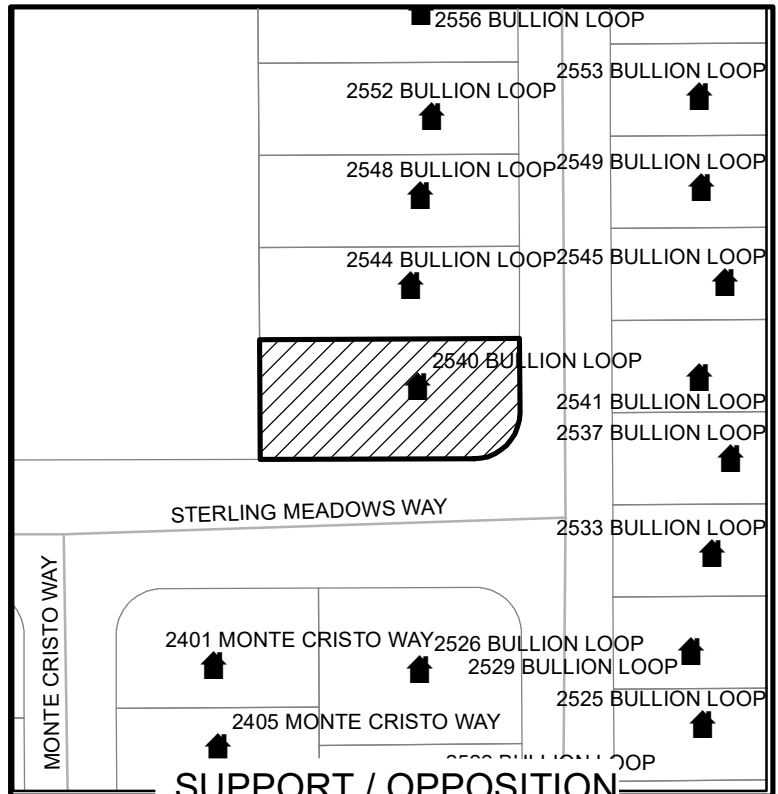 2556 BULLION LOOP
2553 BULLION LOOP
2552 BULLION LOOP
2548 BULLION LOOP
2549 BULLION LOOP
2544 BULLION LOOP
2545 BULLION LOOP
2540 BULLION LOOP
2541 BULLION LOOP
2537 BULLION LOOP
STERLING MEADOWS WAY
2533 BULLION LOOP
MONTE CRISTO WAY
2401 MONTE CRISTO WAY
2526 BULLION LOOP
2529 BULLION LOOP
2525 BULLION LOOP
2405 MONTE CRISTO WAY
BULLION LOOP
SUPPORT / OPPOSITION